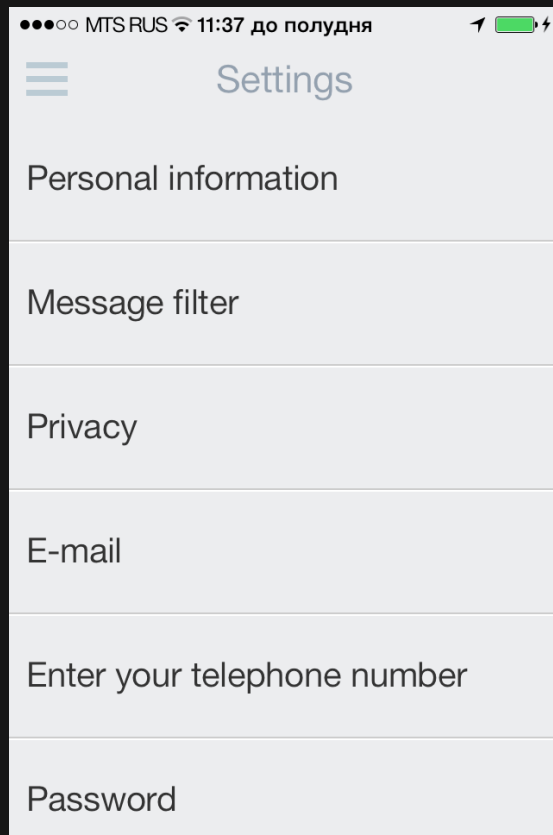 MTS RUS 11:37 до полудня
Settings
Personal information
Message filter
Privacy
E-mail
Enter your telephone number
Password